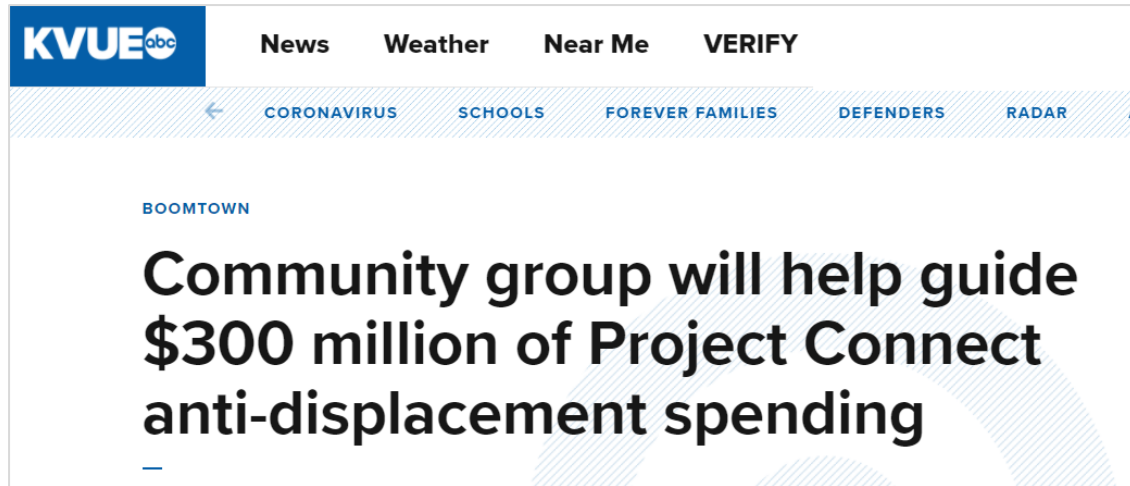 KVUE abc News Weather Near Me VERIFY
CORONAVIRUS SCHOOLS FOREVER FAMILIES DEFENDERS RADAR
BOOMTOWN
Community group will help guide
$300 million of Project Connect
anti-displacement spending